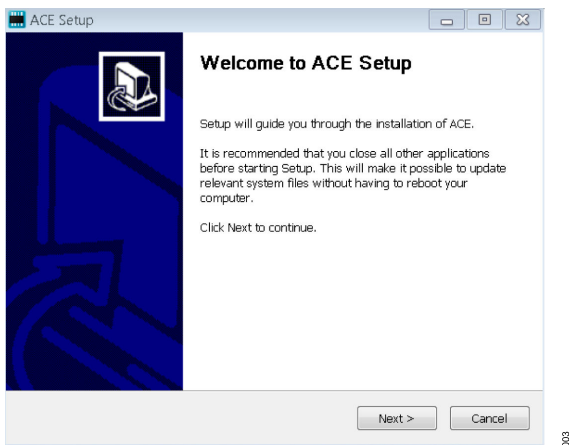 ACE Setup
Welcome to ACE Setup
Setup will guide you through the installation of ACE.
It is recommended that you close all other applications
before starting Setup. This will make it possible to update
relevant system files without having to reboot your
computer.
Click Next to continue.
Next >
Cancel
003